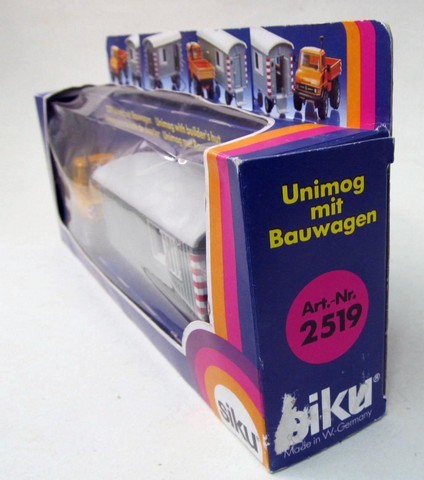 Unimog with builder's hut
Unimog
mit
Bauwagen
Art.-Nr.
2519
siku
siku®
Made in W.-Germany